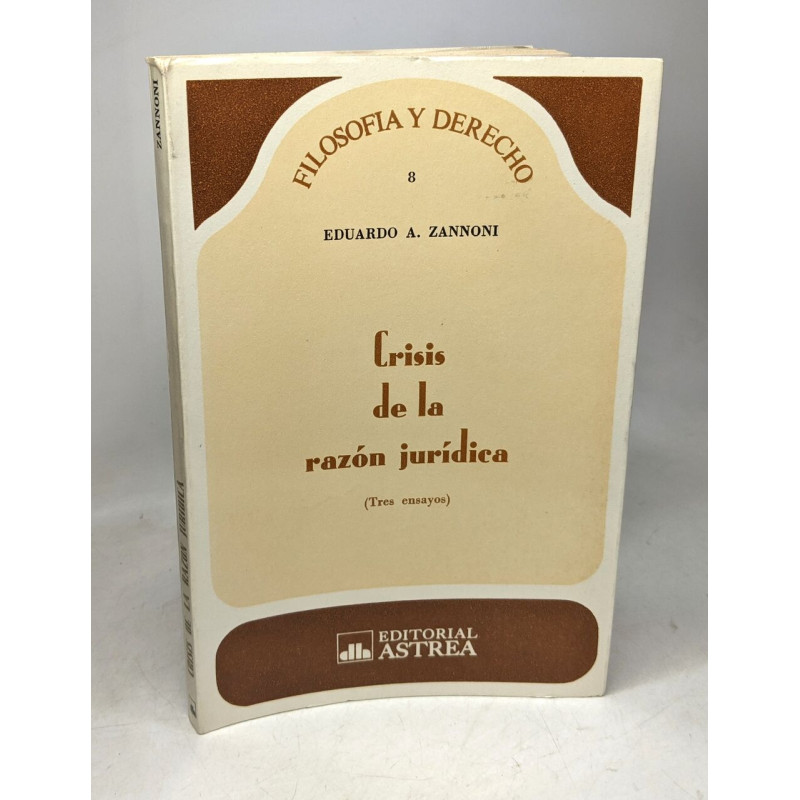 FILOSOFIA Y DERECHO
8
EDUARDO A. ZANNONI
Crisis
de la
razón jurídica
(Tres ensayos)
EDITORIAL
ASTREA
ZANNONI
CRISIS DE LA RAZON JURIDICA